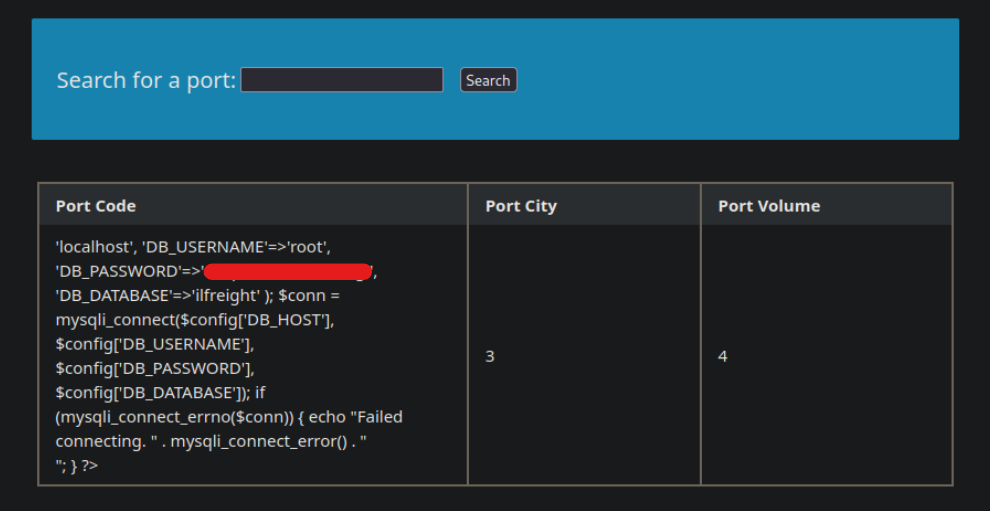 Search for a port: Search
Port Code Port City Port Volume
'localhost', 'DB_USERNAME'=>'root',
'DB_PASSWORD'=>' ',
'DB_DATABASE'=>'ilfreight' ); $conn =
mysqli_connect($config['DB_HOST'],
$config['DB_USERNAME'],
$config['DB_PASSWORD'],
$config['DB_DATABASE']); if
(mysqli_connect_errno($conn)) { echo "Failed
connecting. " . mysqli_connect_error() . "
"; } ?>
3
4